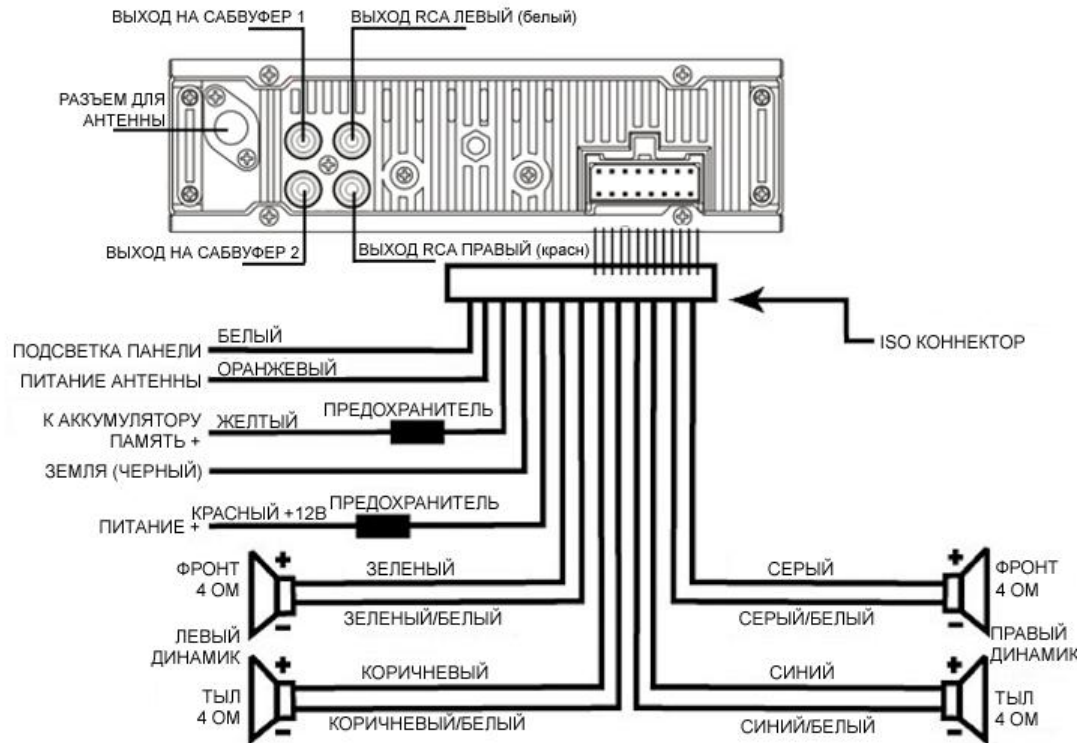 ВЫХОД НА САБВУФЕР 1
ВЫХОД RCA ЛЕВЫЙ (белый)
РАЗЪЕМ ДЛЯ
АНТЕННЫ
ВЫХОД НА САБВУФЕР 2
ВЫХОД RCA ПРАВЫЙ (красн)
ISO КОННЕКТОР
ПОДСВЕТКА ПАНЕЛИ
БЕЛЫЙ
ПИТАНИЕ АНТЕННЫ
ОРАНЖЕВЫЙ
К АККУМУЛЯТОРУ
ПАМЯТЬ +
ЖЕЛТЫЙ
ПРЕДОХРАНИТЕЛЬ
ЗЕМЛЯ (ЧЕРНЫЙ)
ПИТАНИЕ +
КРАСНЫЙ +12В
ПРЕДОХРАНИТЕЛЬ
ФРОНТ
4 ОМ
+
-
ЗЕЛЕНЫЙ
ЗЕЛЕНЫЙ/БЕЛЫЙ
СЕРЫЙ
СЕРЫЙ/БЕЛЫЙ
+
-
ФРОНТ
4 ОМ
ЛЕВЫЙ
ДИНАМИК
ПРАВЫЙ
ДИНАМИК
ТЫЛ
4 ОМ
+
-
КОРИЧНЕВЫЙ
КОРИЧНЕВЫЙ/БЕЛЫЙ
СИНИЙ
СИНИЙ/БЕЛЫЙ
+
-
ТЫЛ
4 ОМ